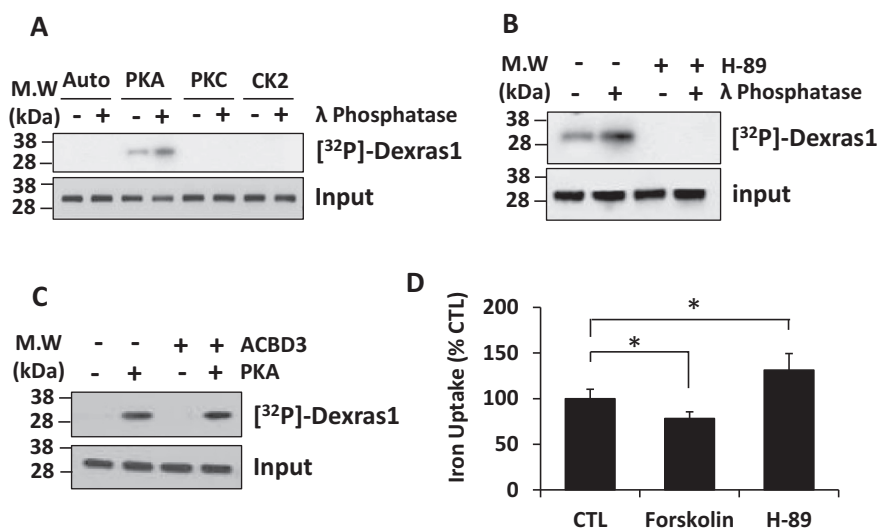 A
M.W
(kDa)
Auto PKA PKC CK2
- + - + - + - + λ Phosphatase
38
28
[³²P]-Dexras1
38
28
Input
B
M.W
(kDa)
- - + + H-89
- + - + λ Phosphatase
38
28
[³²P]-Dexras1
38
28
input
C
M.W
(kDa)
- - + + ACBD3
- + - + PKA
38
28
[³²P]-Dexras1
38
28
Input
D
Iron Uptake (% CTL)
200
150
100
50
0
*
*
CTL Forskolin H-89